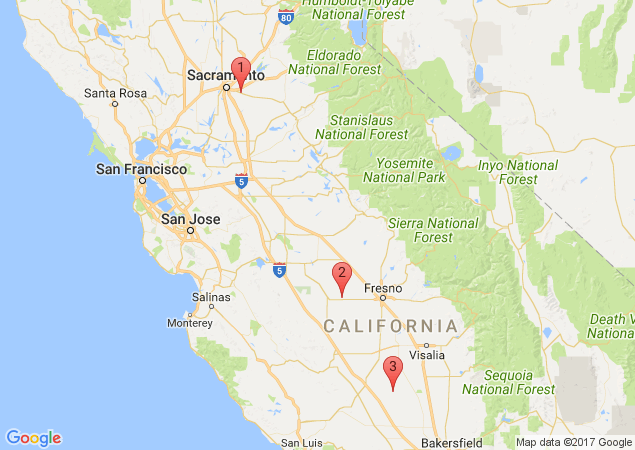 Humboldt-Toiyabe
National Forest
80
Eldorado
National Forest
1
Sacramento
Santa Rosa
Stanislaus
National Forest
Yosemite
National Park
Inyo National
Forest
San Francisco
5
San Jose
Sierra National
Forest
5
2
Fresno
Salinas
Monterey
CALIFORNIA
Death V
Nationa
Visalia
3
Sequoia
National Forest
Google
San Luis
Bakersfield
Map data ©2017 Google